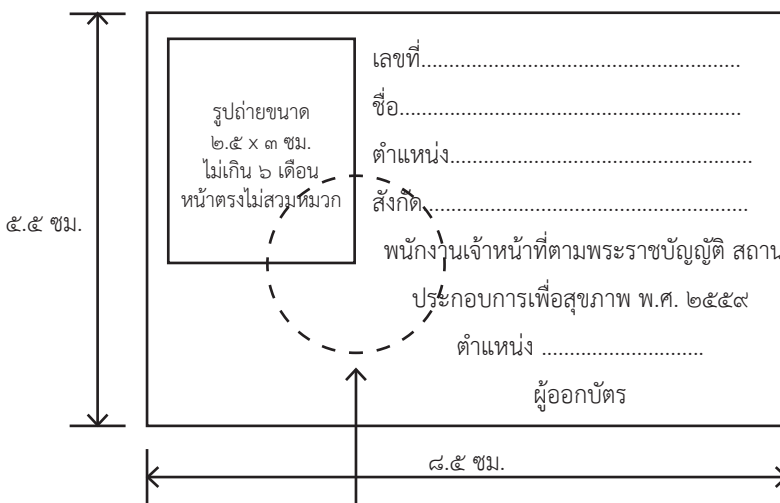 เลขที่.........................................................
ชื่อ.............................................................
ตำแหน่ง......................................................
สังกัด.........................................................
รูปถ่ายขนาด
๒.๕ x ๓ ซม.
ไม่เกิน ๖ เดือน
หน้าตรงไม่สวมหมวก
๕.๕ ซม.
พนักงานเจ้าหน้าที่ตามพระราชบัญญัติ สถาน
ประกอบการเพื่อสุขภาพ พ.ศ. ๒๕๕๙
ตำแหน่ง .............................
ผู้ออกบัตร
๘.๕ ซม.